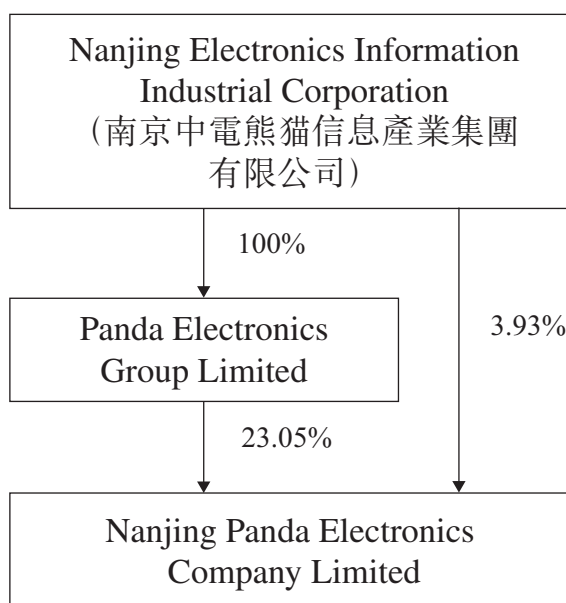 Nanjing Electronics Information
Industrial Corporation
（南京中電熊猫信息產業集團
有限公司）
100%
Panda Electronics
Group Limited
3.93%
23.05%
Nanjing Panda Electronics
Company Limited